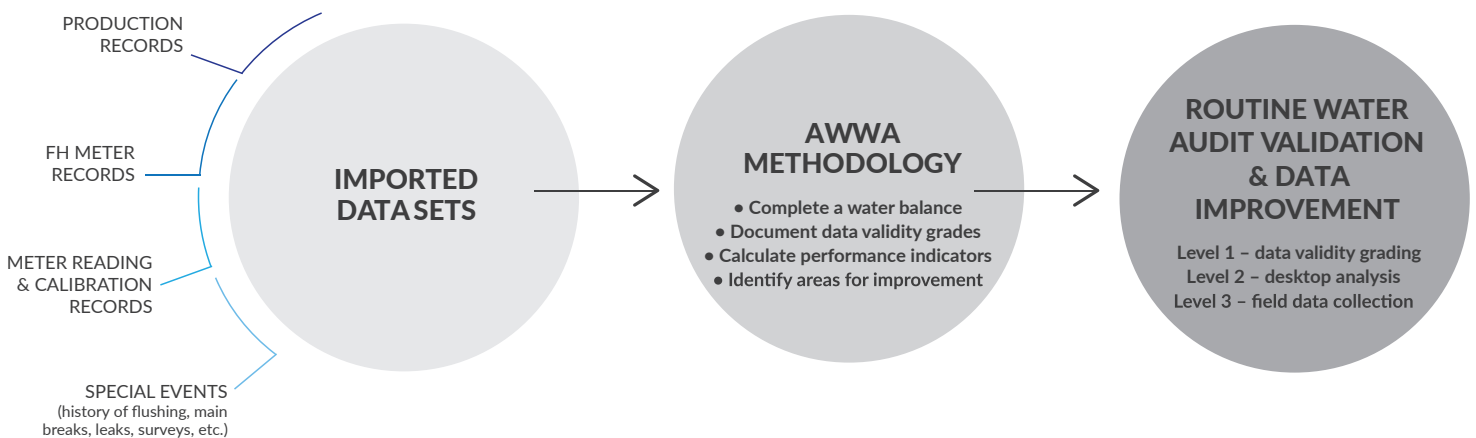 PRODUCTION
RECORDS
FH METER
RECORDS
METER READING
& CALIBRATION
RECORDS
SPECIAL EVENTS
(history of flushing, main
breaks, leaks, surveys, etc.)
IMPORTED
DATA SETS
AWWA
METHODOLOGY
• Complete a water balance
• Document data validity grades
• Calculate performance indicators
• Identify areas for improvement
ROUTINE WATER
AUDIT VALIDATION
& DATA
IMPROVEMENT
Level 1 – data validity grading
Level 2 – desktop analysis
Level 3 – field data collection